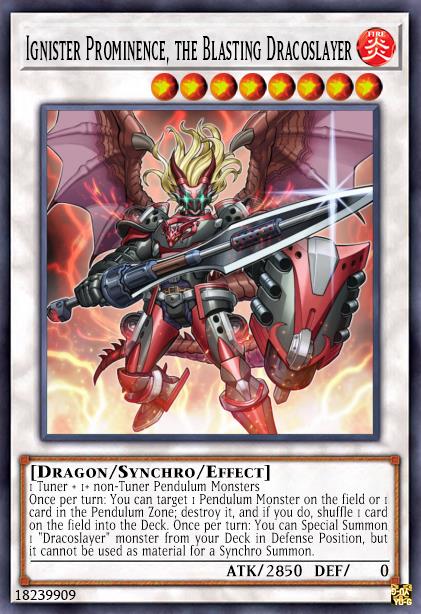 Ignister Prominence, the Blasting Dracoslayer
FIRE
炎
[Dragon/Synchro/Effect]
1 Tuner + 1+ non-Tuner Pendulum Monsters
Once per turn: You can target 1 Pendulum Monster on the field or 1
card in the Pendulum Zone; destroy it, and if you do, shuffle 1 card
on the field into the Deck. Once per turn: You can Special Summon
1 "Dracoslayer" monster from your Deck in Defense Position, but
it cannot be used as material for a Synchro Summon.
ATK/2850 DEF/ 0
18239909